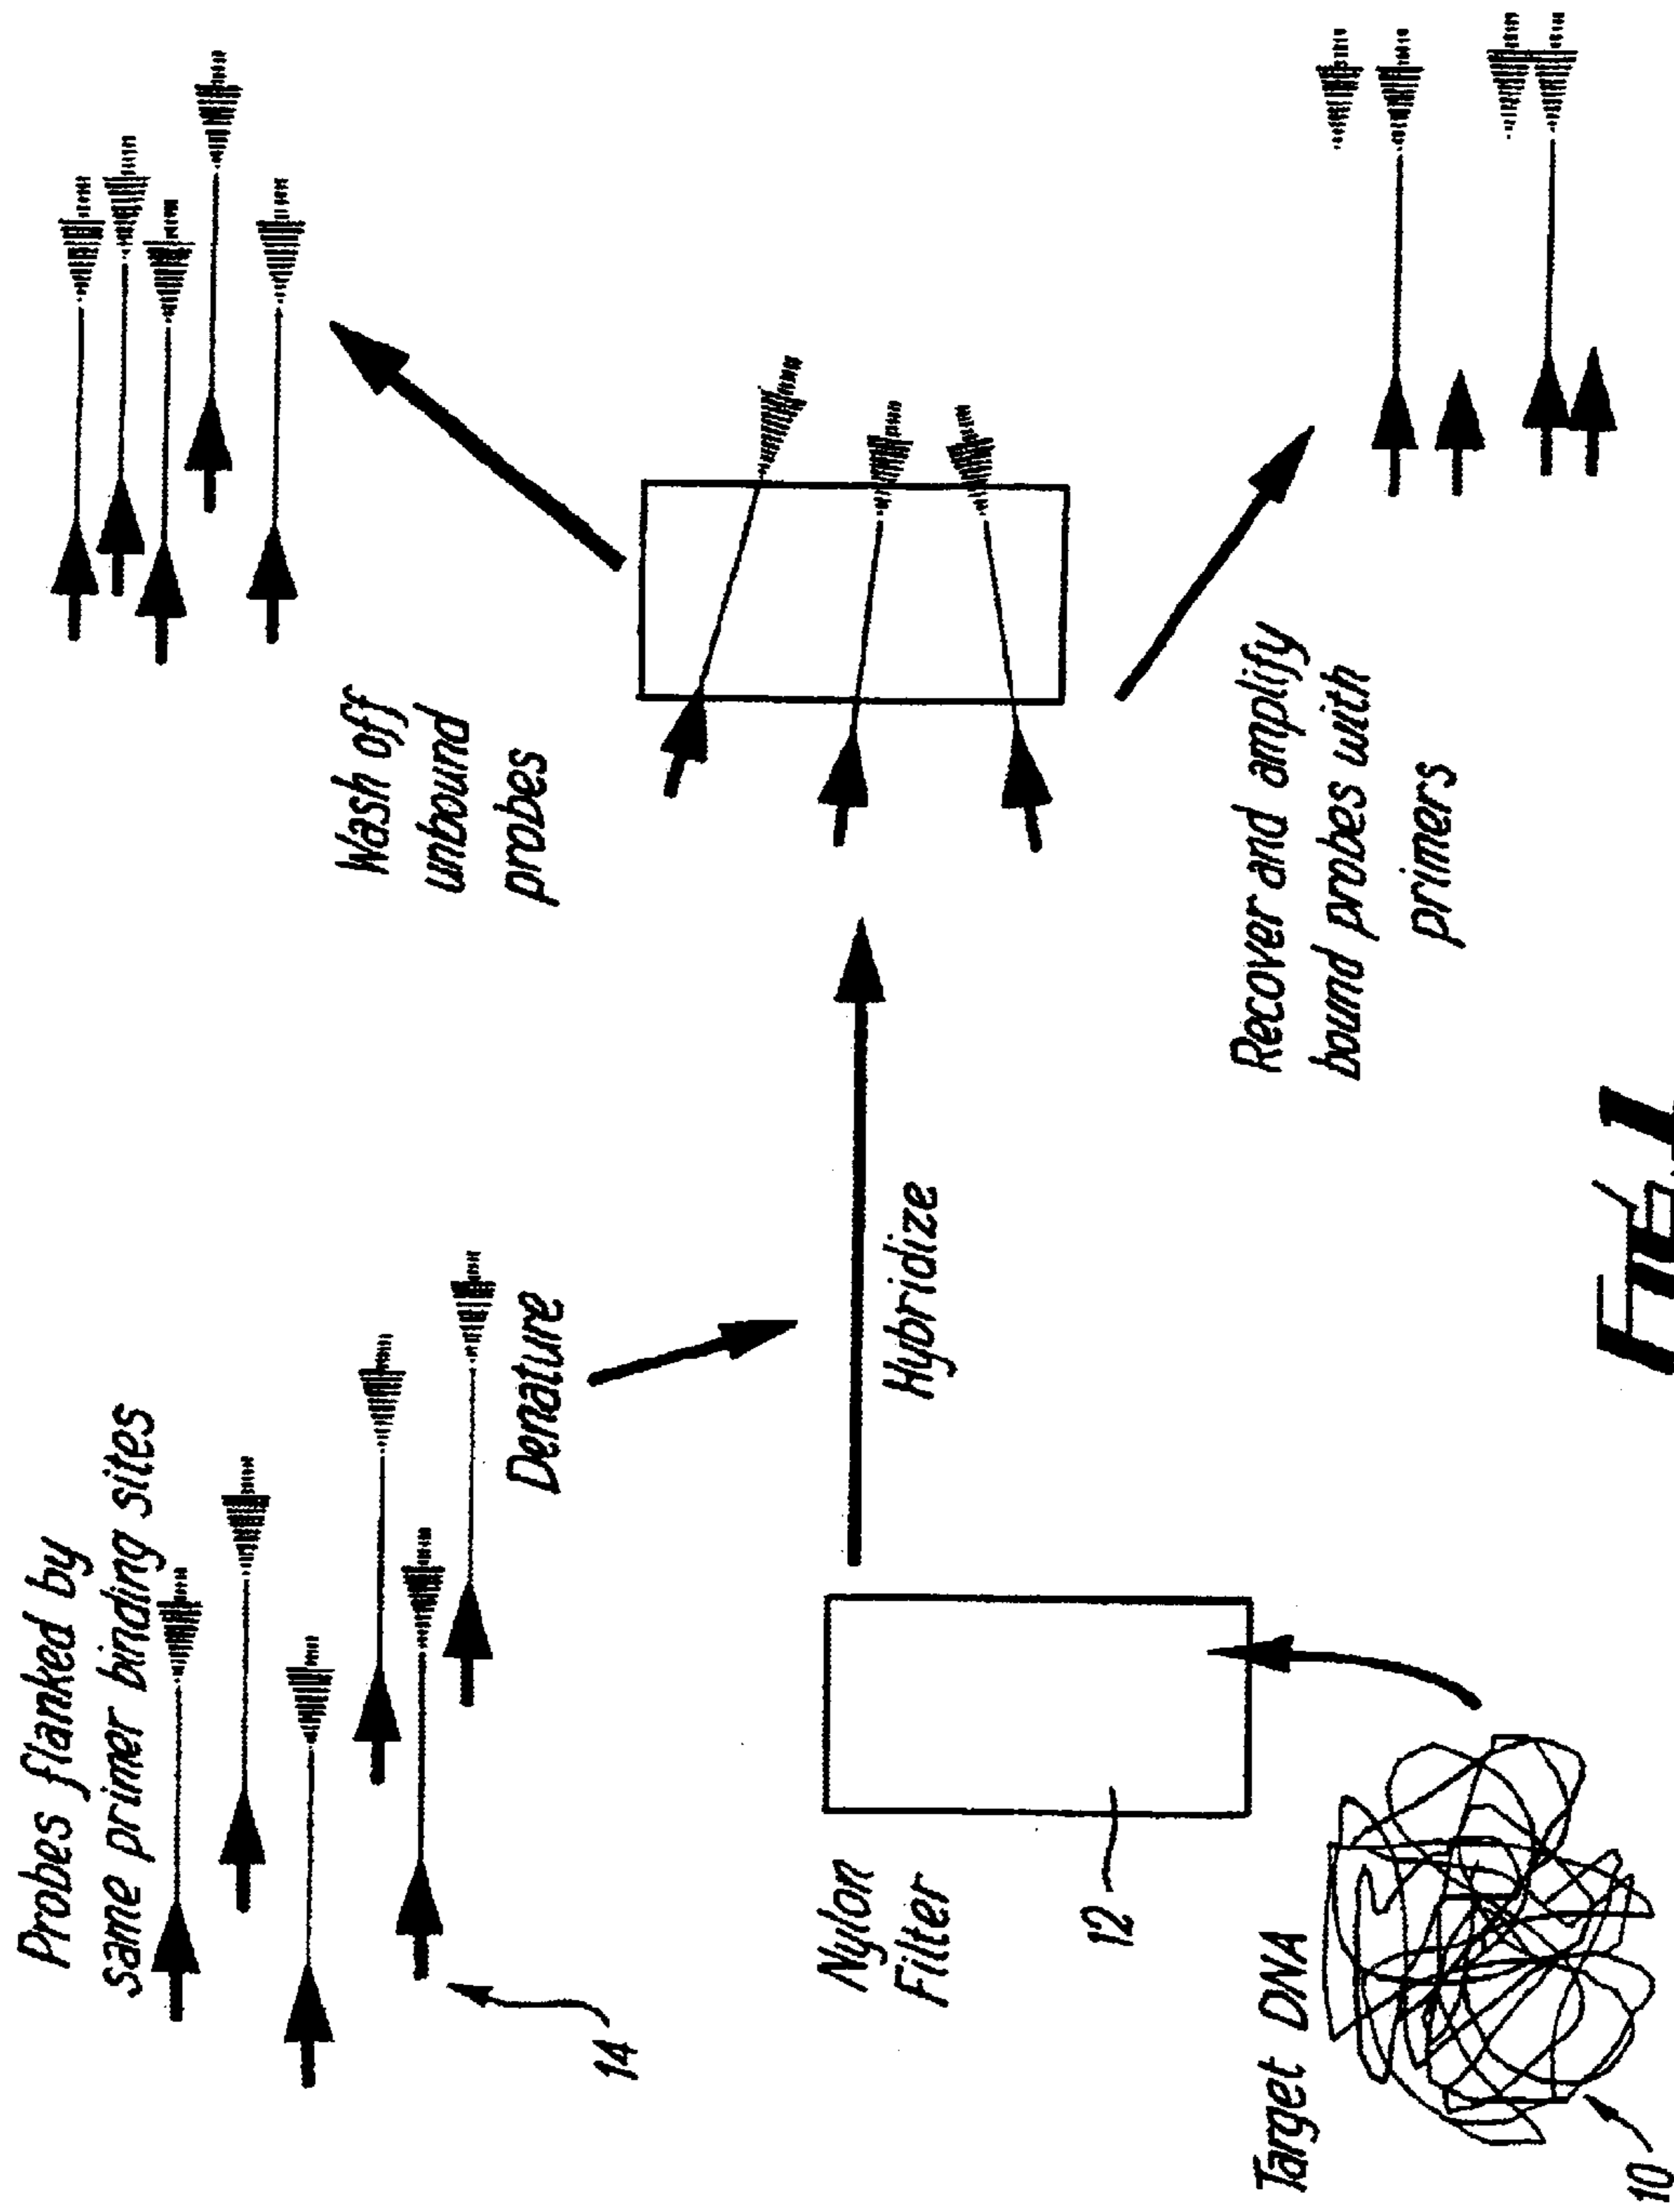 Probes flanked by
same primer binding sites
14
Denature
Nylon
Filter
12
Target DNA
10
Hybridize
Wash off
unbound
probes
Recover and amplify
bound probes with
primers
FIG. 1